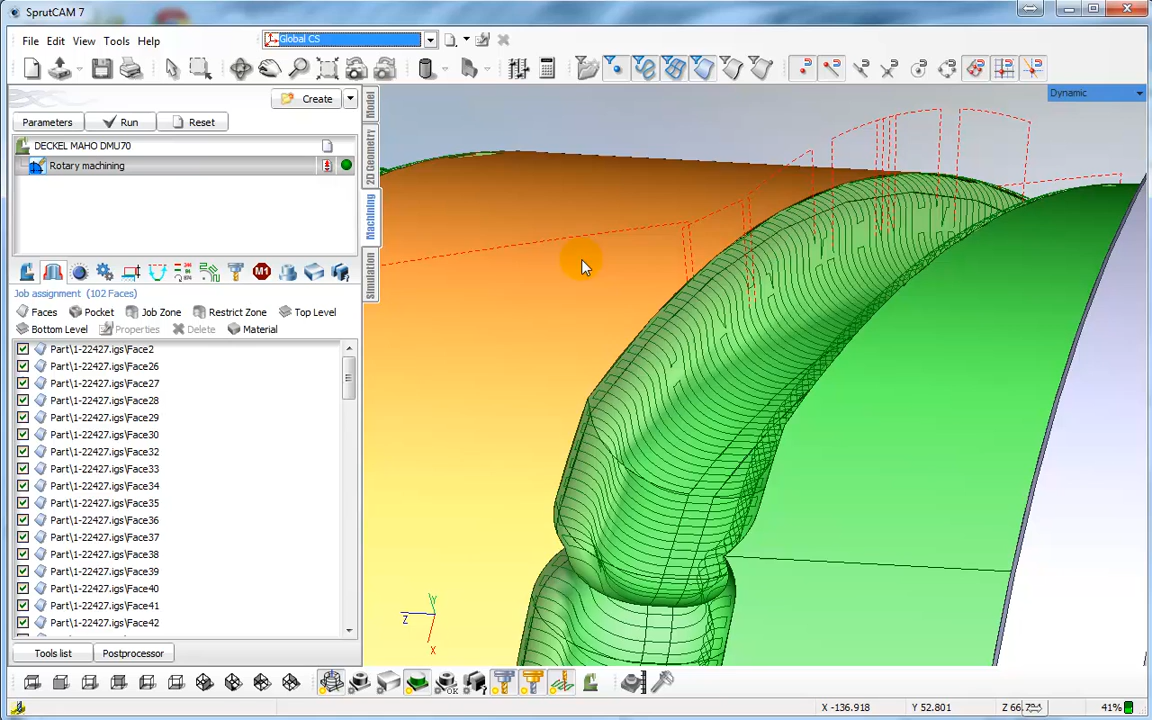 SprutCAM 7
File Edit View Tools Help
Global CS
Create
Parameters Run Reset
DECKEL MAHO DMU70
Rotary machining
Model
2D Geometry
Machining
Simulation
Dynamic
M1
Job assignment (102 Faces)
Faces Pocket Job Zone Restrict Zone Top Level
Bottom Level Properties Delete Material
Part\1-22427.igs\Face2
Part\1-22427.igs\Face26
Part\1-22427.igs\Face27
Part\1-22427.igs\Face28
Part\1-22427.igs\Face29
Part\1-22427.igs\Face30
Part\1-22427.igs\Face32
Part\1-22427.igs\Face33
Part\1-22427.igs\Face34
Part\1-22427.igs\Face35
Part\1-22427.igs\Face36
Part\1-22427.igs\Face37
Part\1-22427.igs\Face38
Part\1-22427.igs\Face39
Part\1-22427.igs\Face40
Part\1-22427.igs\Face41
Part\1-22427.igs\Face42
Y
Z
X
Tools list Postprocessor
OK
X -136.918 Y 52.801 41%